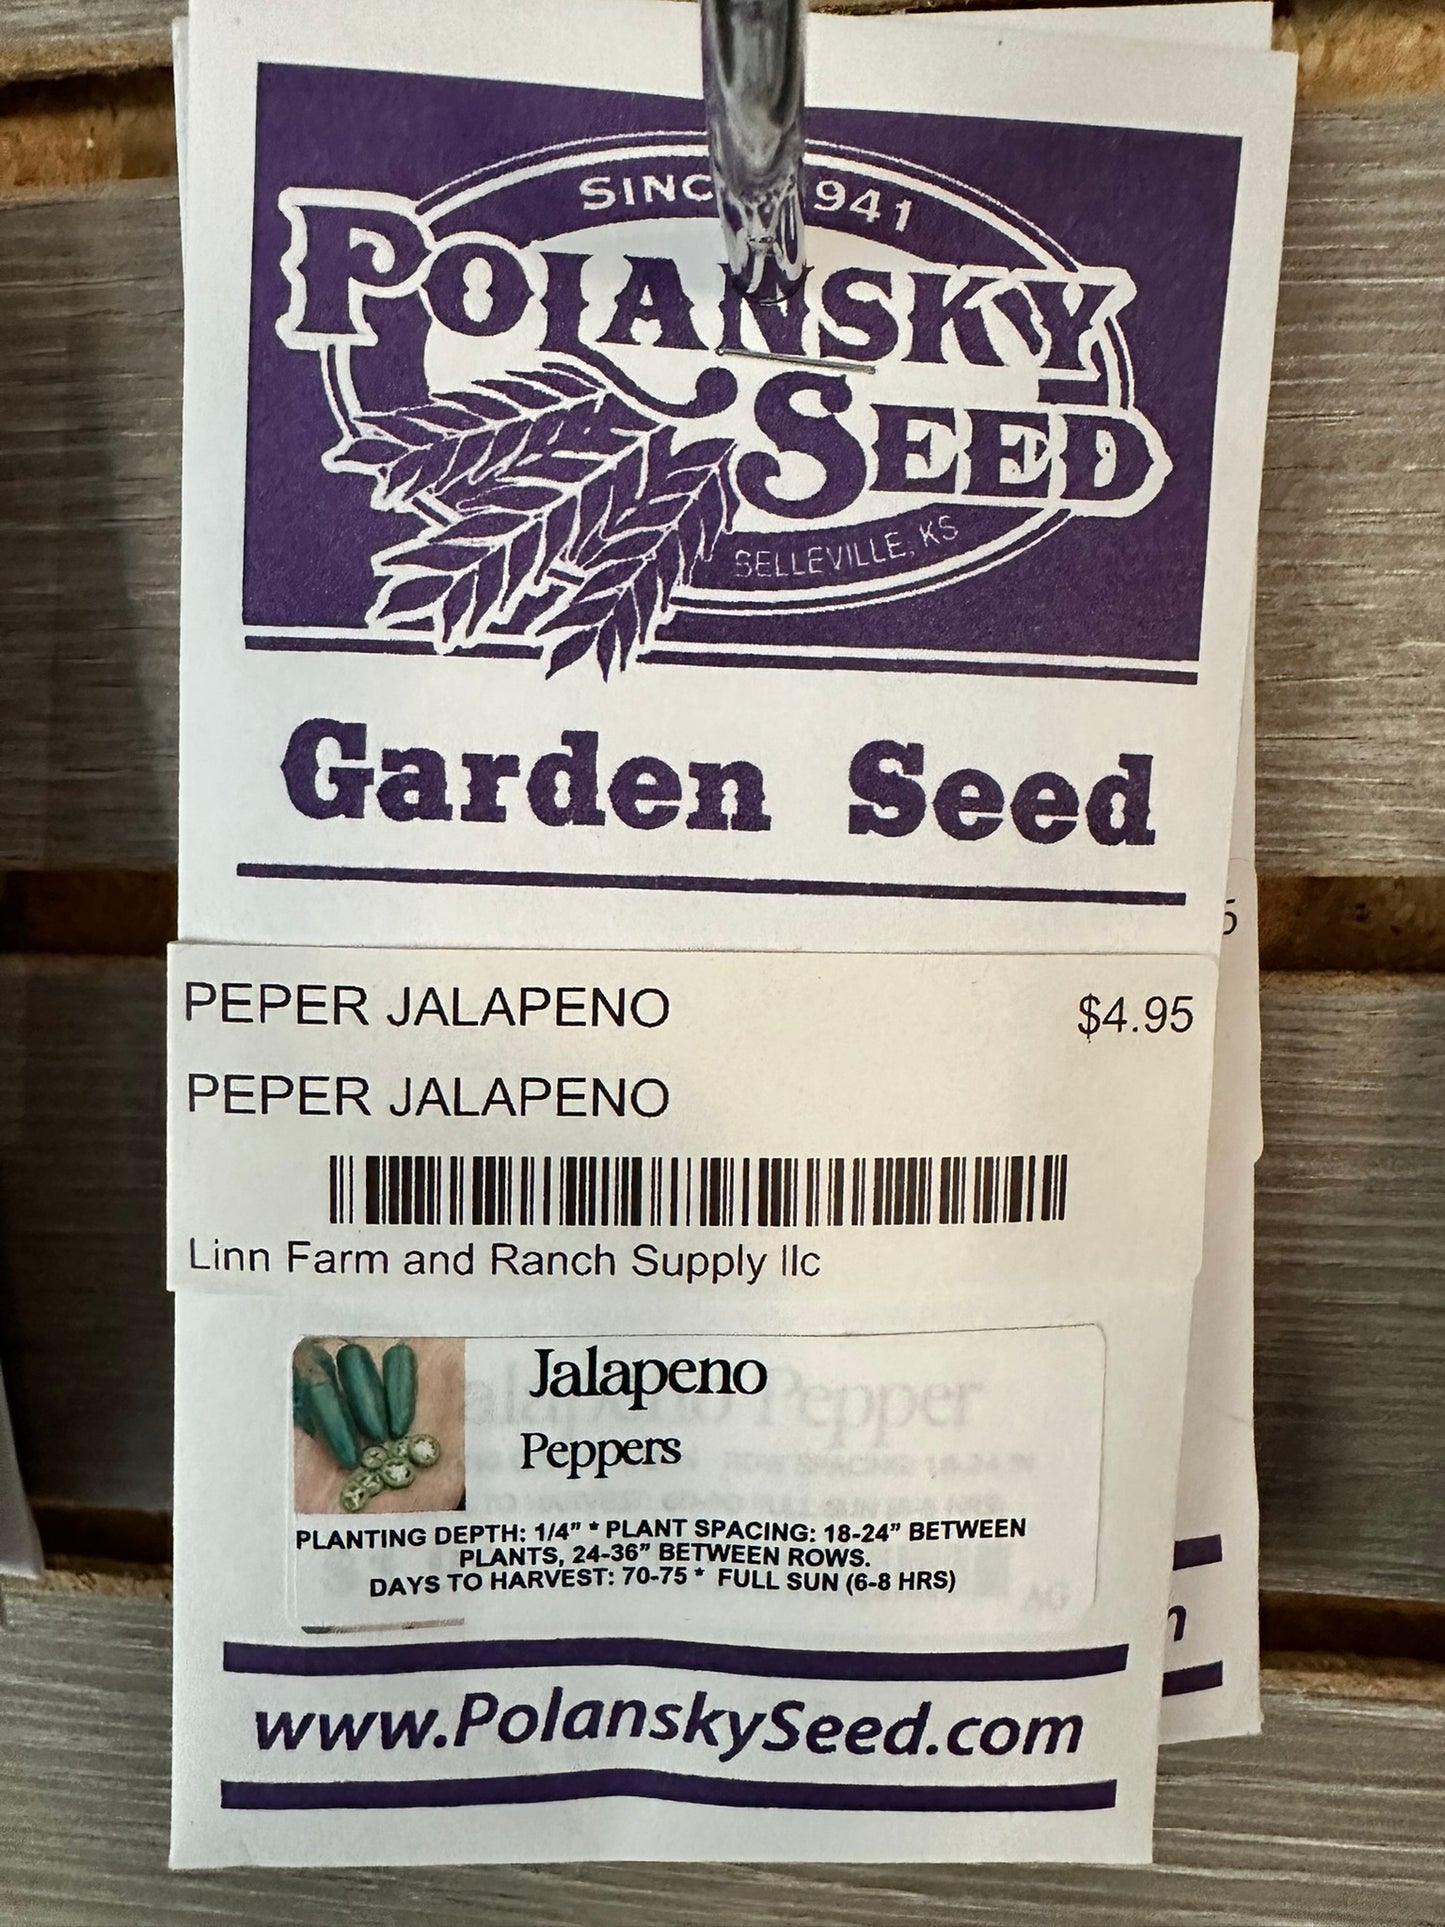 SINCE 1941
POLANSKY
SEED
BELLEVILLE, KS
Garden Seed
PEPER JALAPENO $4.95
PEPER JALAPENO
Linn Farm and Ranch Supply llc
Jalapeno
Peppers
PLANTING DEPTH: 1/4” * PLANT SPACING: 18-24” BETWEEN
PLANTS, 24-36” BETWEEN ROWS.
DAYS TO HARVEST: 70-75 * FULL SUN (6-8 HRS)
www.PolanskySeed.com